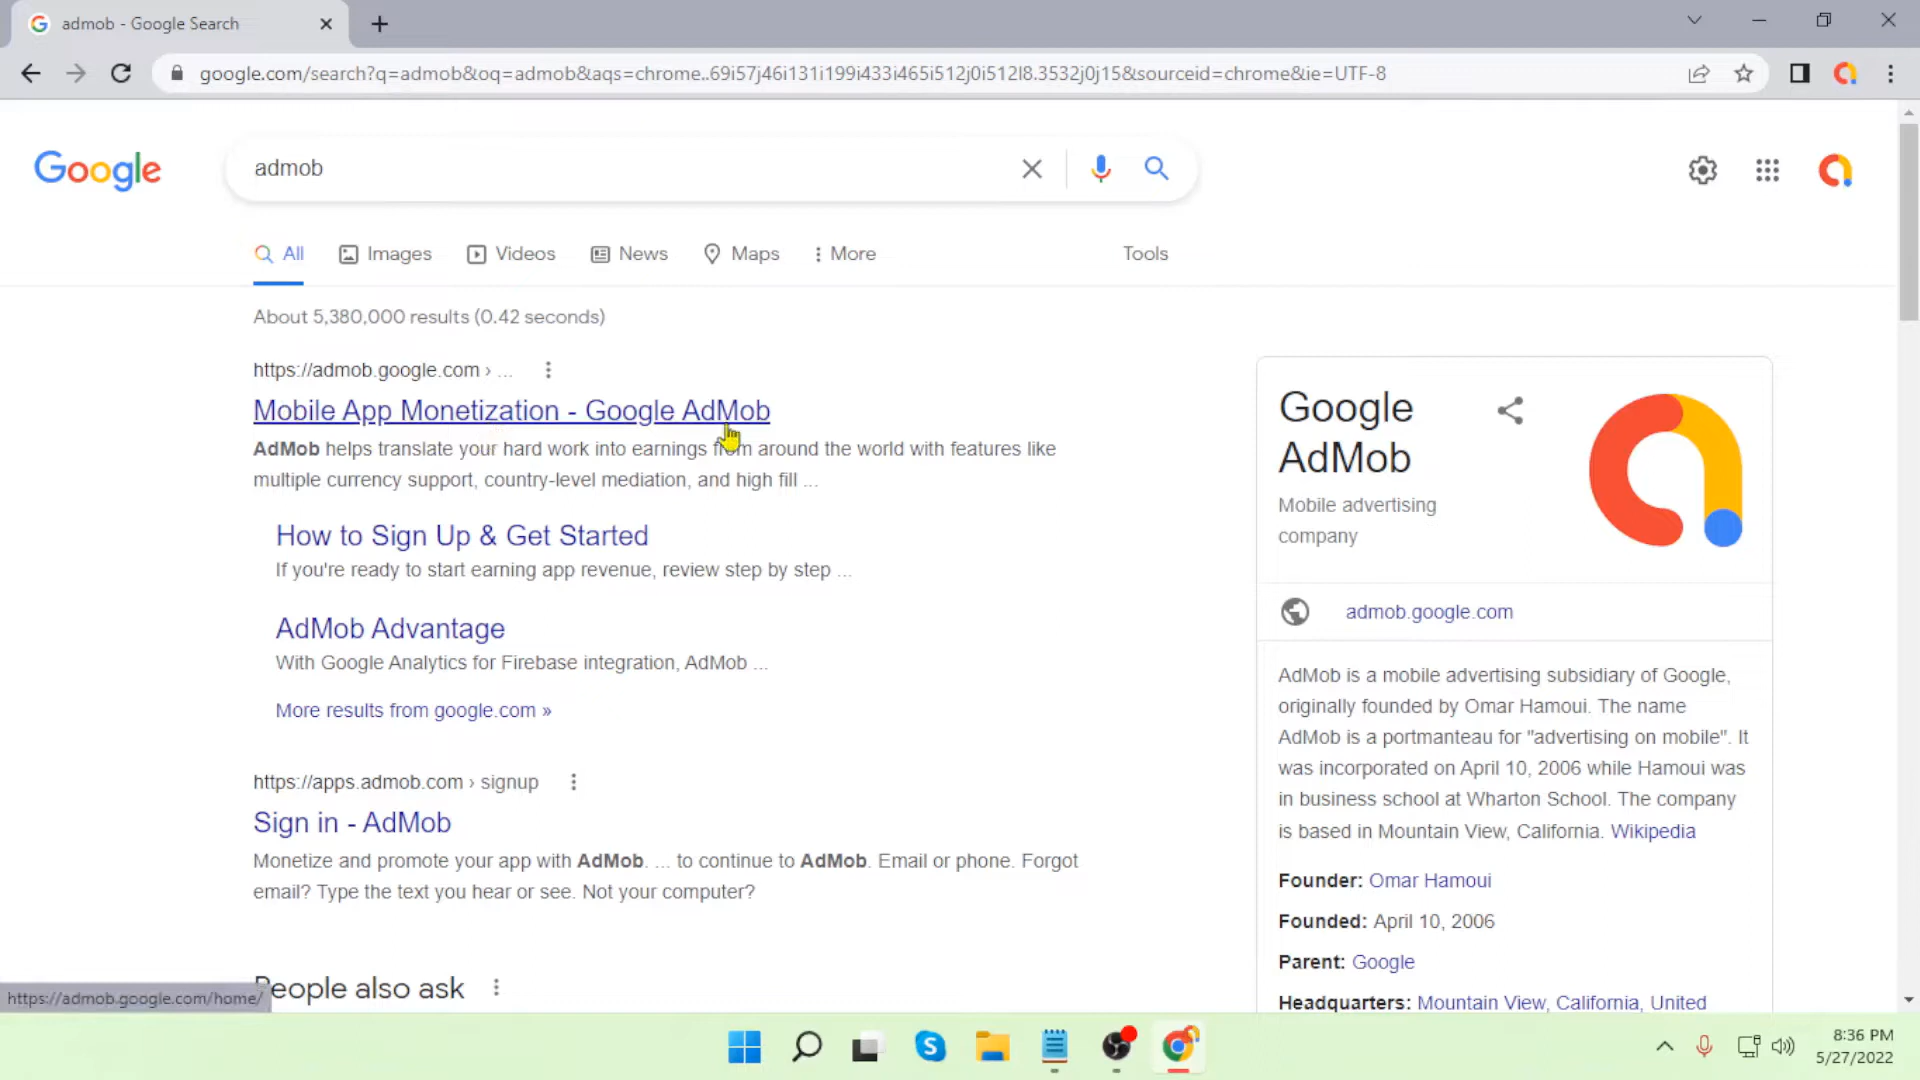 admob - Google Search
google.com/search?q=admob&oq=admob&aqs=chrome..69i57j46i131i199i433i465i512j0i512l8.3532j0j15&sourceid=chrome&ie=UTF-8
Google
admob
All
Images
Videos
News
Maps
More
Tools
About 5,380,000 results (0.42 seconds)
https://admob.google.com › ...
Mobile App Monetization - Google AdMob
AdMob helps translate your hard work into earnings from around the world with features like
multiple currency support, country-level mediation, and high fill ...
How to Sign Up & Get Started
If you're ready to start earning app revenue, review step by step ...
AdMob Advantage
With Google Analytics for Firebase integration, AdMob ...
More results from google.com »
https://apps.admob.com › signup
Sign in - AdMob
Monetize and promote your app with AdMob. ... to continue to AdMob. Email or phone. Forgot
email? Type the text you hear or see. Not your computer?
People also ask
https://admob.google.com/home/
Google
AdMob
Mobile advertising
company
admob.google.com
AdMob is a mobile advertising subsidiary of Google,
originally founded by Omar Hamoui. The name
AdMob is a portmanteau for "advertising on mobile". It
was incorporated on April 10, 2006 while Hamoui was
in business school at Wharton School. The company
is based in Mountain View, California. Wikipedia
Founder: Omar Hamoui
Founded: April 10, 2006
Parent: Google
Headquarters: Mountain View, California, United
8:36 PM
5/27/2022